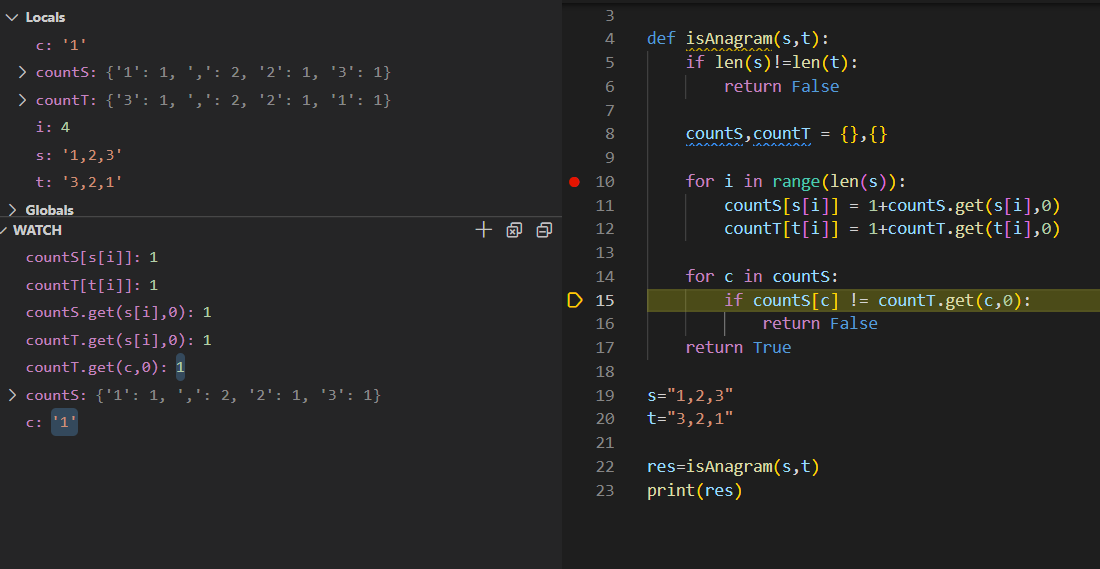 Locals
c: '1'
countS: {'1': 1, ',': 2, '2': 1, '3': 1}
countT: {'3': 1, ',': 2, '2': 1, '1': 1}
i: 4
s: '1,2,3'
t: '3,2,1'
Globals
WATCH
countS[s[i]]: 1
countT[t[i]]: 1
countS.get(s[i],0): 1
countT.get(s[i],0): 1
countT.get(c,0): 1
countS: {'1': 1, ',': 2, '2': 1, '3': 1}
c: '1'
3
4 def isAnagram(s,t):
5 if len(s)!=len(t):
6 return False
7
8 countS,countT = {},{}
9
10 for i in range(len(s)):
11 countS[s[i]] = 1+countS.get(s[i],0)
12 countT[t[i]] = 1+countT.get(t[i],0)
13
14 for c in countS:
15 if countS[c] != countT.get(c,0):
16 return False
17 return True
18
19 s="1,2,3"
20 t="3,2,1"
21
22 res=isAnagram(s,t)
23 print(res)